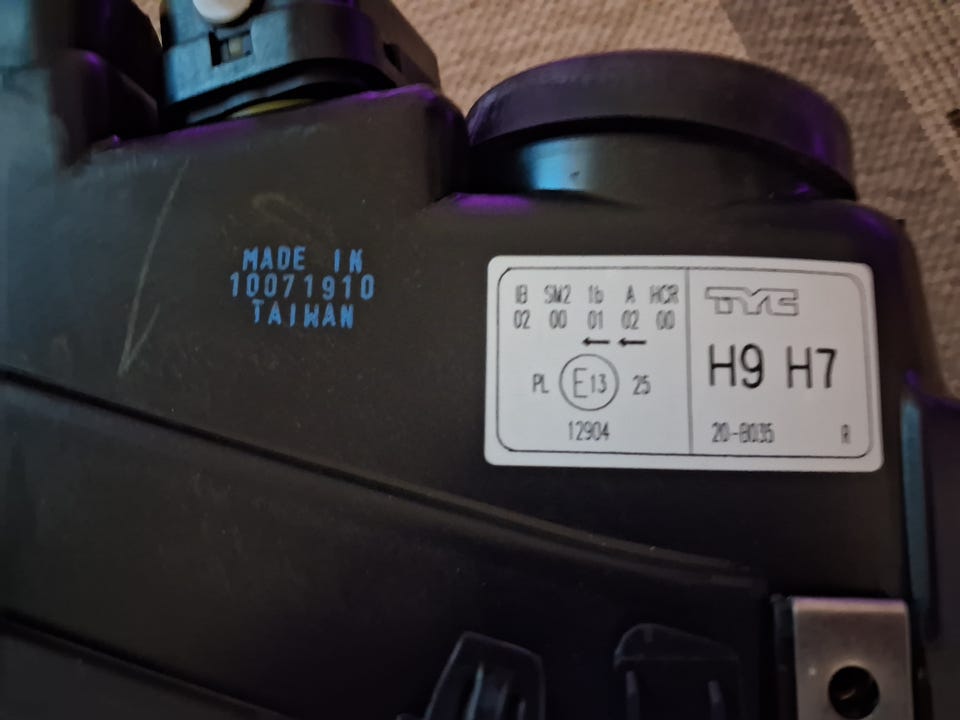 MADE IN
10071910
TAIWAN
IB SM2 1b A HCR
02 00 01 02 00
← ←
PL E13 25
12904
TYC
H9 H7
20-B035 R